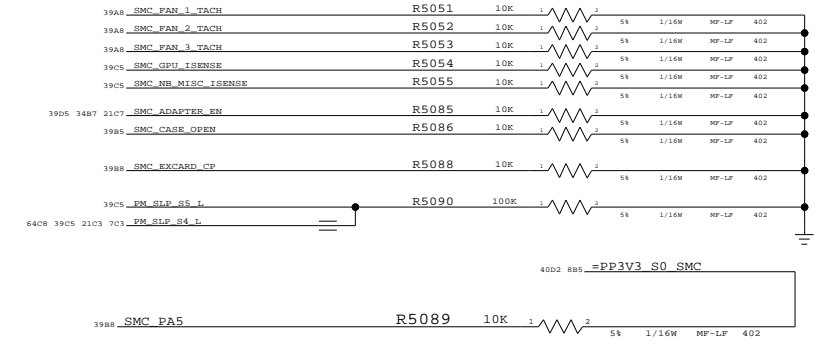 39A8 SMC_FAN_1_TACH R5051 10K 1 2
5% 1/16W MF-LF 402
39A8 SMC_FAN_2_TACH R5052 10K 1 2
5% 1/16W MF-LF 402
39A8 SMC_FAN_3_TACH R5053 10K 1 2
5% 1/16W MF-LF 402
39C5 SMC_GPU_ISENSE R5054 10K 1 2
5% 1/16W MF-LF 402
39C5 SMC_NB_MISC_ISENSE R5055 10K 1 2
5% 1/16W MF-LF 402
39D5 34B7 21C7 SMC_ADAPTER_EN R5085 10K 1 2
5% 1/16W MF-LF 402
39B5 SMC_CASE_OPEN R5086 10K 1 2
5% 1/16W MF-LF 402
39B8 SMC_EXCARD_CP R5088 10K 1 2
5% 1/16W MF-LF 402
39C5 PM_SLP_S5_L R5090 100K 1 2
5% 1/16W MF-LF 402
64C8 39C5 21C3 7C3 PM_SLP_S4_L
40D2 8B5 =PP3V3_S0_SMC
39B8 SMC_PA5 R5089 10K 1 2
5% 1/16W MF-LF 402